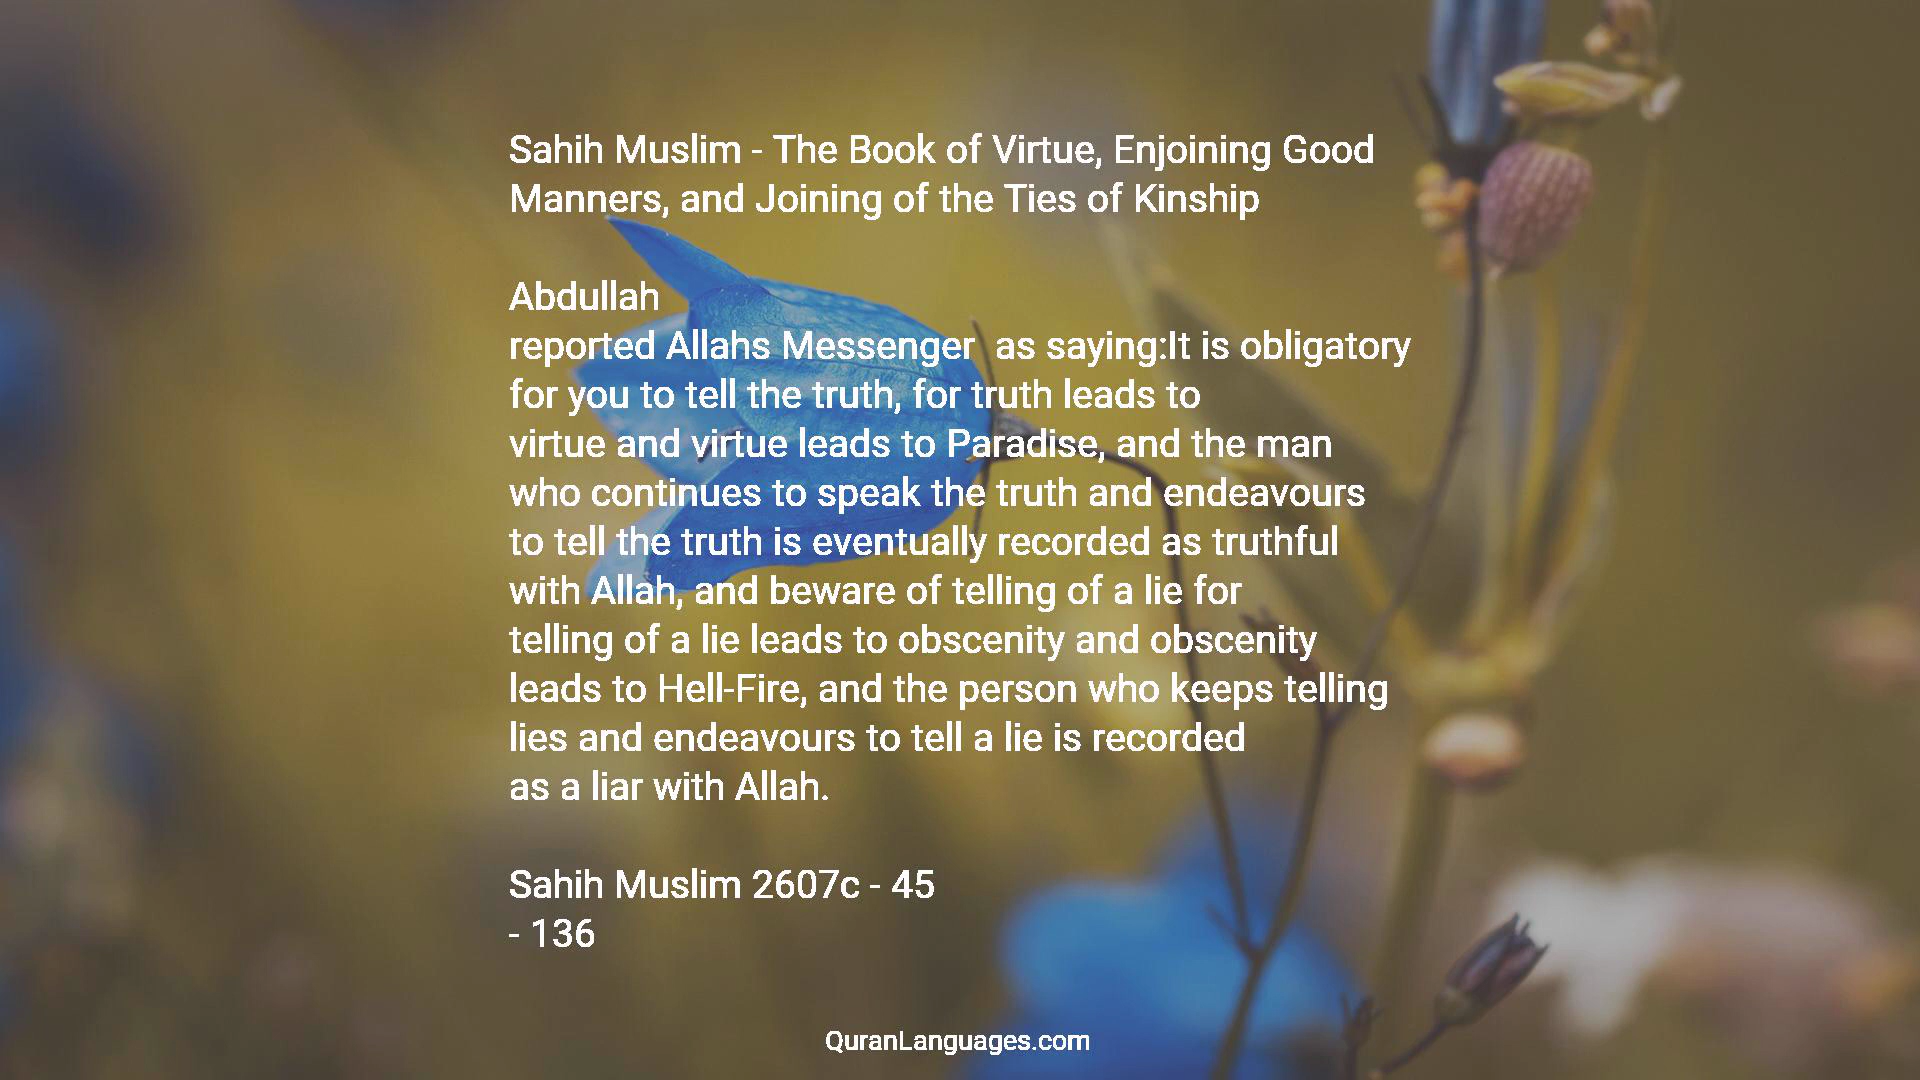 Sahih Muslim - The Book of Virtue, Enjoining Good
Manners, and Joining of the Ties of Kinship
Abdullah
reported Allahs Messenger  as saying:It is obligatory
for you to tell the truth, for truth leads to
virtue and virtue leads to Paradise, and the man
who continues to speak the truth and endeavours
to tell the truth is eventually recorded as truthful
with Allah, and beware of telling of a lie for
telling of a lie leads to obscenity and obscenity
leads to Hell-Fire, and the person who keeps telling
lies and endeavours to tell a lie is recorded
as a liar with Allah.
Sahih Muslim 2607c - 45
- 136
QuranLanguages.com